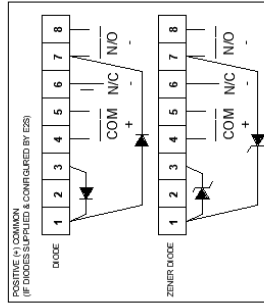 POSITIVE (+) COMMON
(IF DIODES SUPPLIED & CONFIGURED BY E2S)
DIODE
1 2 3 4 5 6 7 8
COM N/C N/O
+ - -
ZENER DIODE
1 2 3 4 5 6 7 8
COM N/C N/O
+ - -